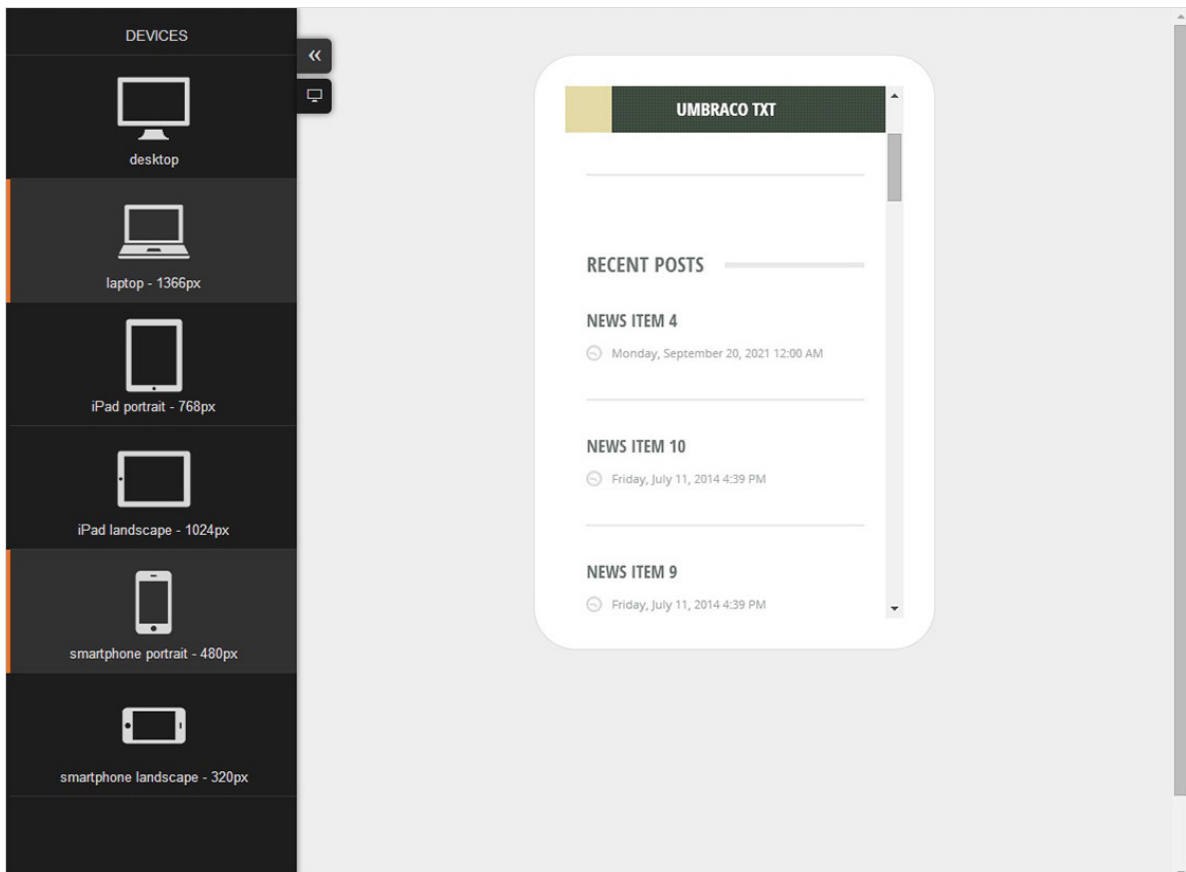 DEVICES
desktop
laptop - 1366px
iPad portrait - 768px
iPad landscape - 1024px
smartphone portrait - 480px
smartphone landscape - 320px
UMBRACO TXT
RECENT POSTS
NEWS ITEM 4
Monday, September 20, 2021 12:00 AM
NEWS ITEM 10
Friday, July 11, 2014 4:39 PM
NEWS ITEM 9
Friday, July 11, 2014 4:39 PM